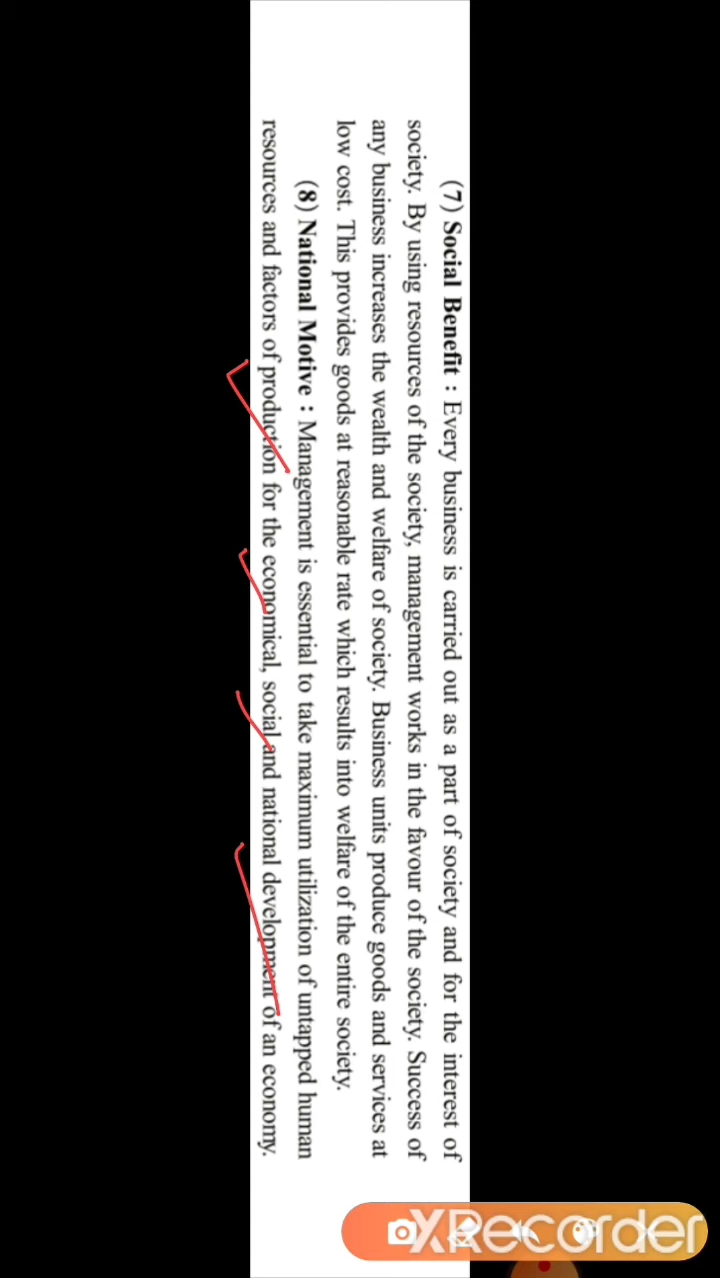 (7) Social Benefit : Every business is carried out as a part of society and for the interest of
society. By using resources of the society, management works in the favour of the society. Success of
any business increases the wealth and welfare of society. Business units produce goods and services at
low cost. This provides goods at reasonable rate which results into welfare of the entire society.
(8) National Motive : Management is essential to take maximum utilization of untapped human
resources and factors of production for the economical, social and national development of an economy.
XRecorder